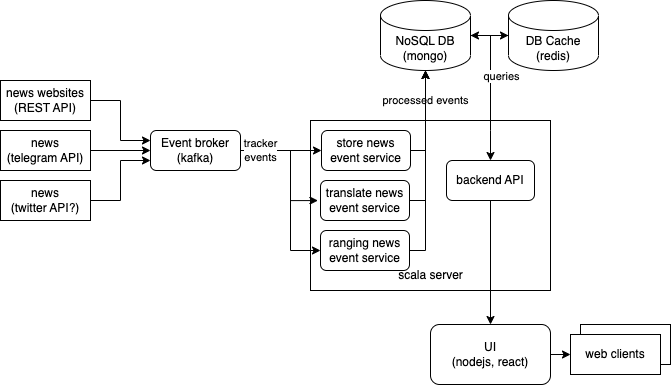 NoSQL DB
(mongo)
DB Cache
(redis)
queries
processed events
news websites
(REST API)
news
(telegram API)
news
(twitter API?)
Event broker
(kafka)
tracker
events
store news
event service
translate news
event service
ranging news
event service
backend API
scala server
UI
(nodejs, react)
web clients